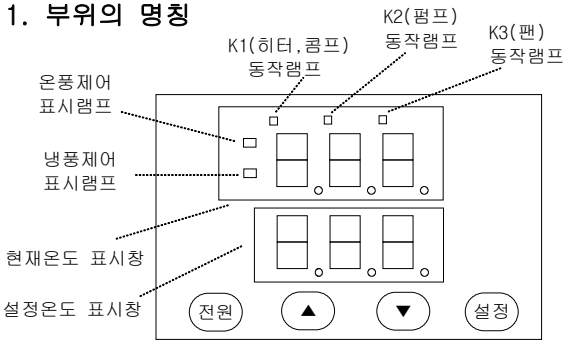 1. 부위의 명칭
K1(히터,콤프)
동작램프
K2(펌프)
동작램프
K3(팬)
동작램프
온풍제어
표시램프
냉풍제어
표시램프
현재온도 표시창
설정온도 표시창
전원
▲
▼
설정